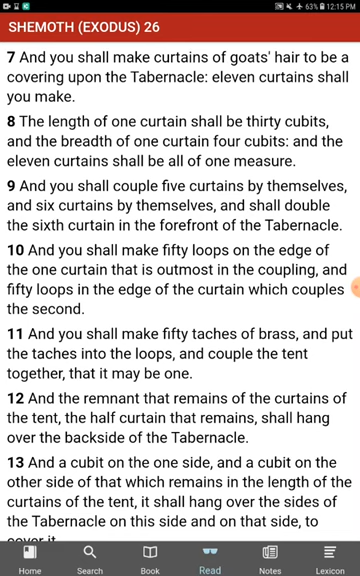 63% 12:15 PM
SHEMOTH (EXODUS) 26
7 And you shall make curtains of goats' hair to be a
covering upon the Tabernacle: eleven curtains shall
you make.
8 The length of one curtain shall be thirty cubits,
and the breadth of one curtain four cubits: and the
eleven curtains shall be all of one measure.
9 And you shall couple five curtains by themselves,
and six curtains by themselves, and shall double
the sixth curtain in the forefront of the Tabernacle.
10 And you shall make fifty loops on the edge of
the one curtain that is outmost in the coupling, and
fifty loops in the edge of the curtain which couples
the second.
11 And you shall make fifty taches of brass, and put
the taches into the loops, and couple the tent
together, that it may be one.
12 And the remnant that remains of the curtains of
the tent, the half curtain that remains, shall hang
over the backside of the Tabernacle.
13 And a cubit on the one side, and a cubit on the
other side of that which remains in the length of the
curtains of the tent, it shall hang over the sides of
the Tabernacle on this side and on that side, to
cover it
Home Search Book Read Notes Lexicon